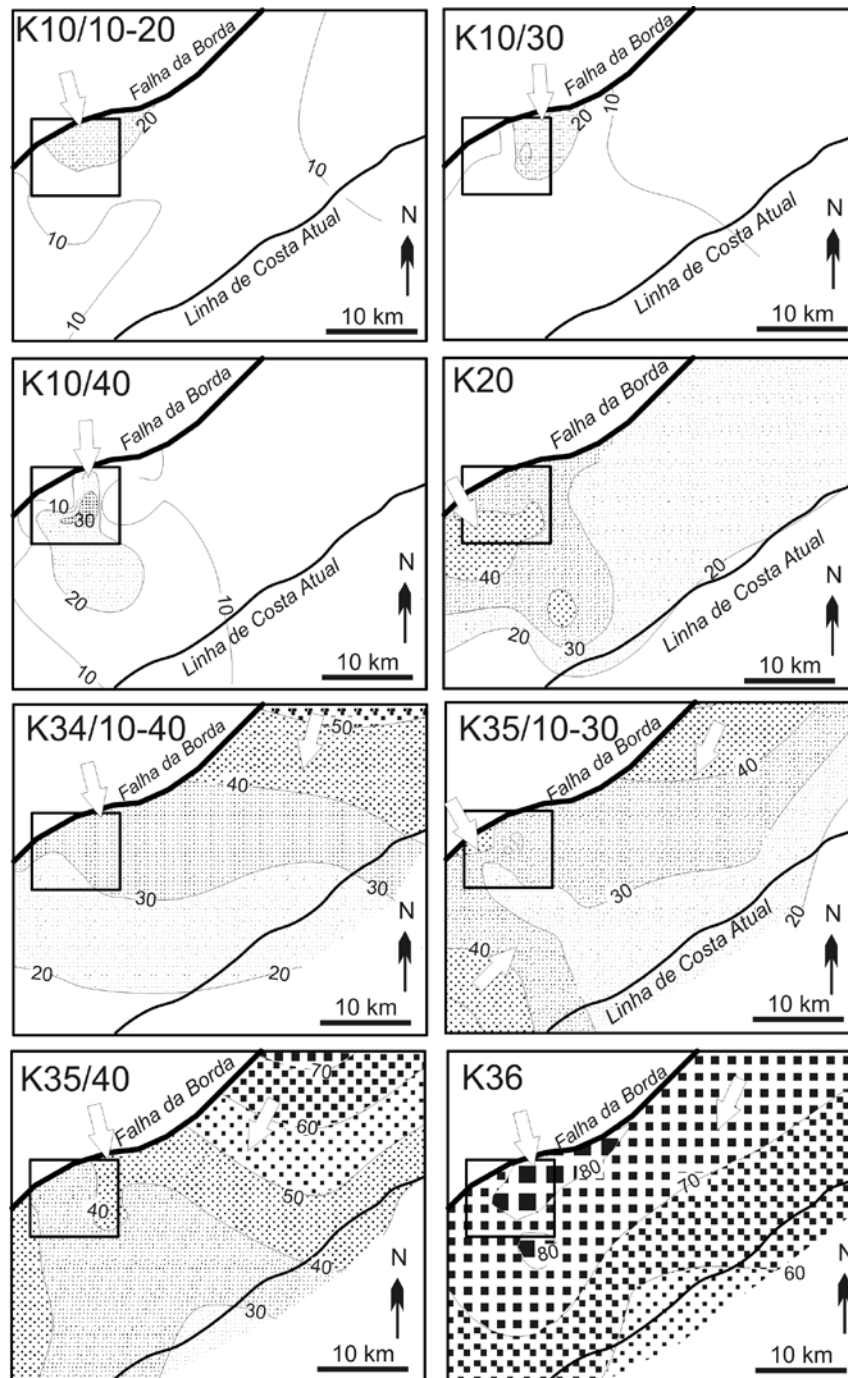 K10/10-20
Falha da Borda
20
10
10
10
Linha de Costa Atual
N
10 km
K10/30
Falha da Borda
20
10
10
Linha de Costa Atual
N
10 km
K10/40
Falha da Borda
10
30
20
10
10
Linha de Costa Atual
N
10 km
K20
Falha da Borda
40
20
20
30
Linha de Costa Atual
N
10 km
K34/10-40
Falha da Borda
50
40
30
30
20
20
N
10 km
K35/10-30
Falha da Borda
40
30
40
20
Linha de Costa Atual
N
10 km
K35/40
Falha da Borda
70
60
50
40
40
30
N
10 km
K36
Falha da Borda
80
70
80
60
N
10 km